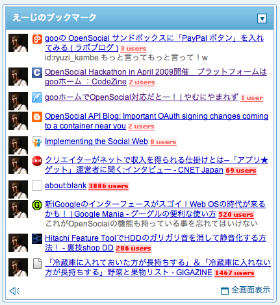 えーじのブックマーク
gooの OpenSocial サンドボックスに「PayPal ボタン」を入れ
てみる | ラボブログ | 3 users
id:ryuzi_kambe もっと言ってもっと言って！w
OpenSocial Hackathon in April 2009開催 プラットフォームは
gooホーム：CodeZine 2 users
gooホームでOpenSocial対応だとー！ | やむにやまれず 1 user
OpenSocial API Blog: Important OAuth signing changes coming
to a container near you 2 users
Implementing the Social Web 8 users
クリエイターがネットで収入を得られる仕掛けとは--「アプリ★
ゲット」運営者に聞く:インタビュー - CNET Japan 69 users
about:blank 3886 users
新iGoogleのインターフェースがスゴイ! Web OSの時代が来る
かも！ | Google Mania - グーグルの便利な使い方 520 users
これがOpenSocialの機能も持っている事を忘れてはいけない
Hitachi Feature ToolでHDDのガリガリ音を消して静音化する方
法！ - 裏技shop DD 286 users
「冷蔵庫に入れておいた方が長持ちする」＆「冷蔵庫に入れない
方が長持ちする」野菜と果物リスト - GIGAZINE 1467 users
全画面表示